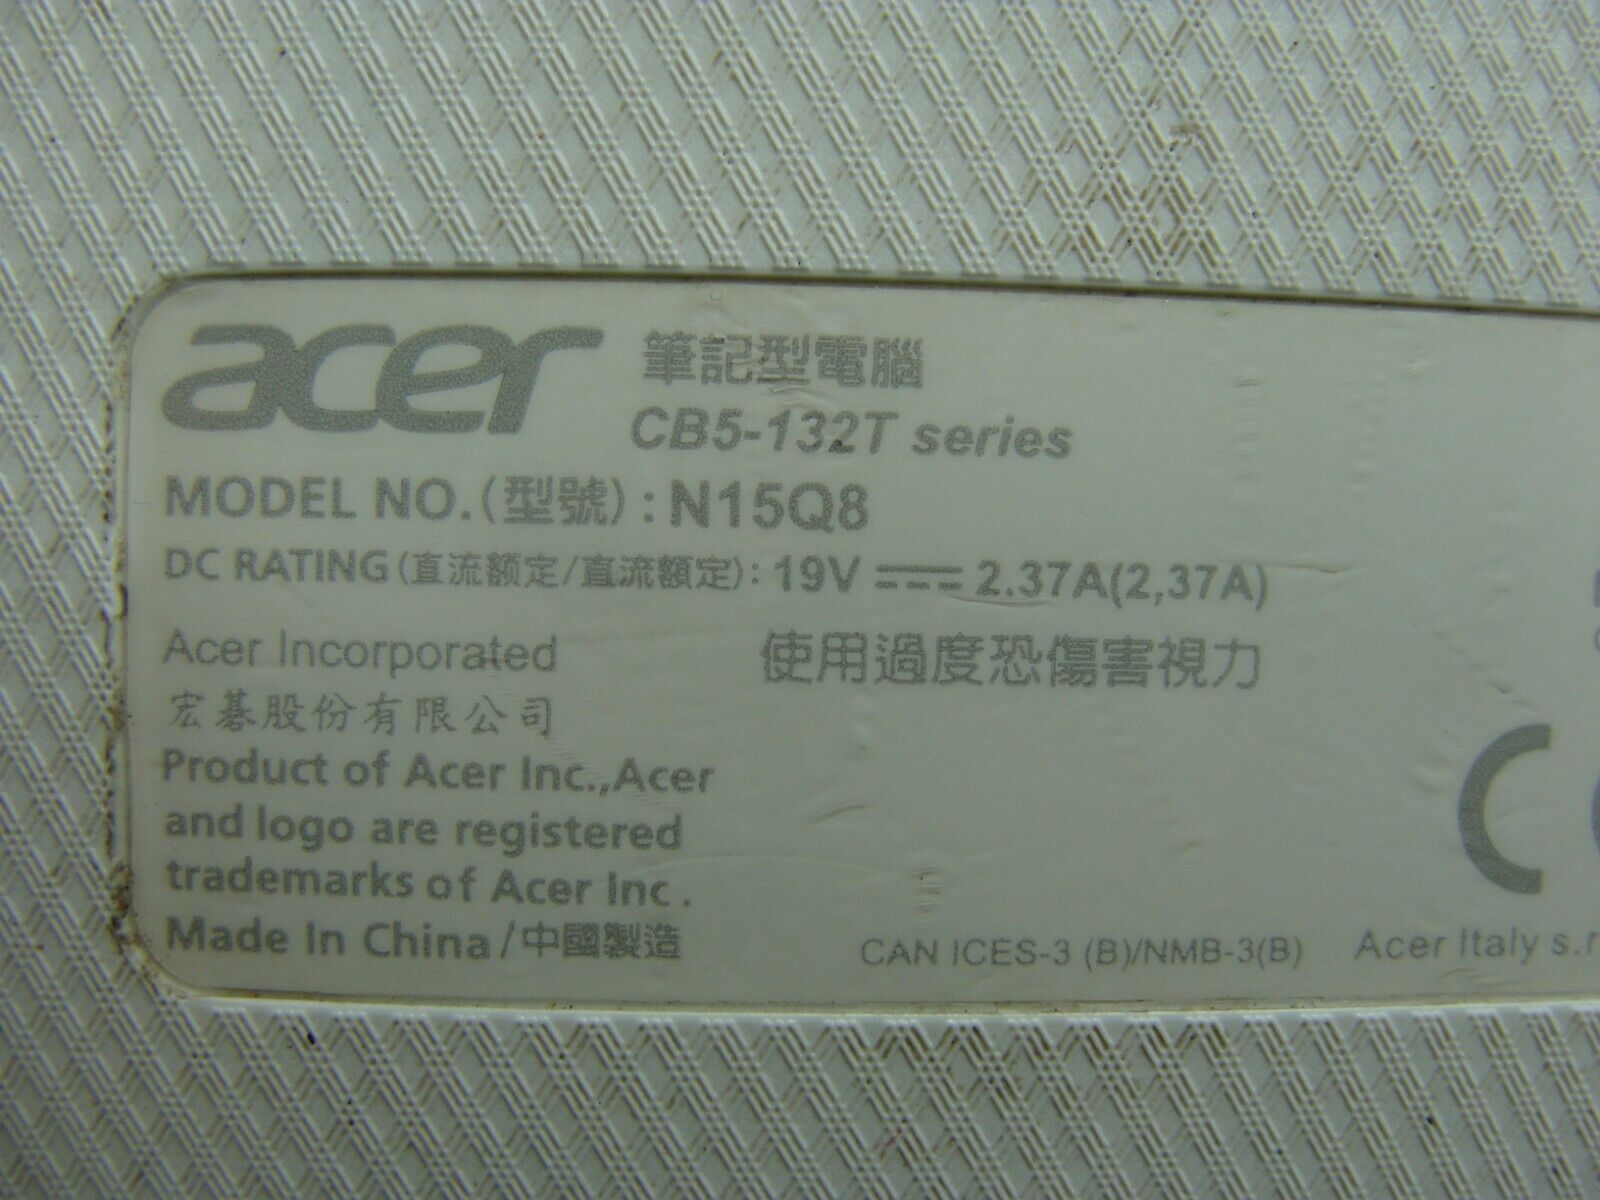 acer 筆記型電腦
CB5-132T series
MODEL NO.(型號):N15Q8
DC RATING(直流额定/直流額定): 19V ⎓ 2.37A(2,37A)
Acer Incorporated 使用過度恐傷害視力
宏碁股份有限公司
Product of Acer Inc.,Acer
and logo are registered
trademarks of Acer Inc.
Made In China/中國製造
CAN ICES-3 (B)/NMB-3(B) Acer Italy s.r
CE